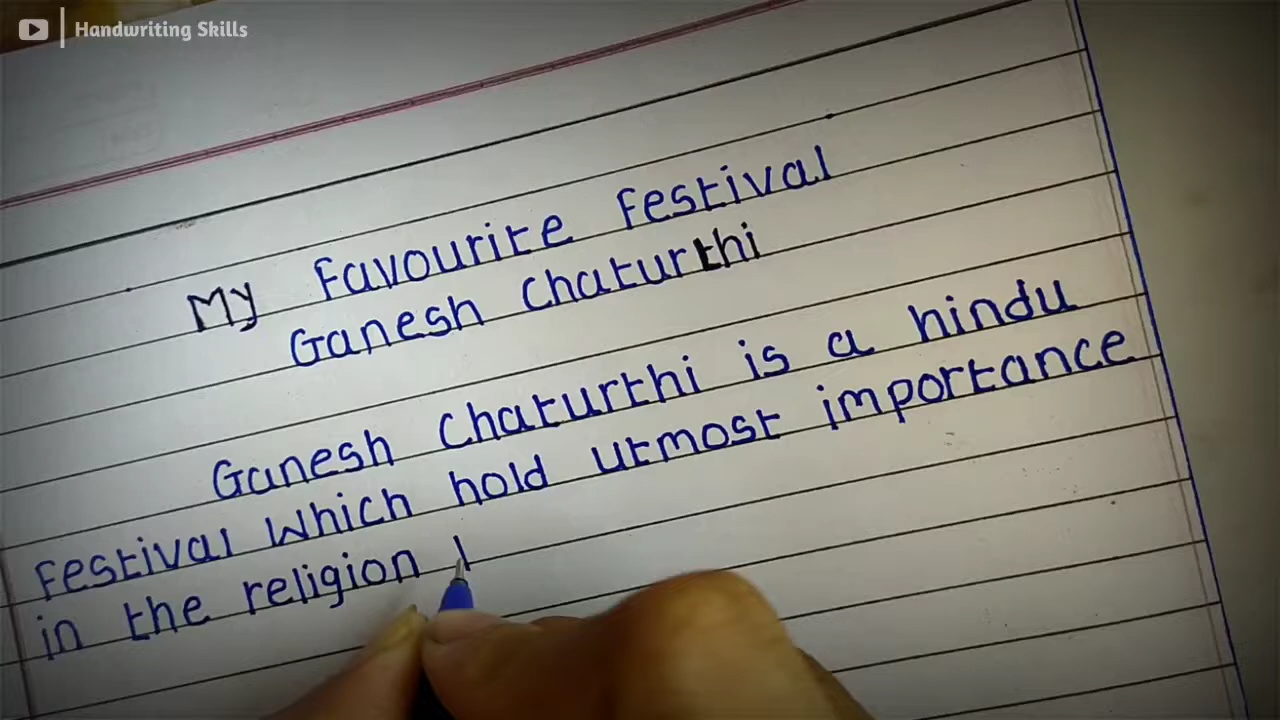 Handwriting Skills
My Favourite Festival
Ganesh Chaturthi
Ganesh Chaturthi is a hindu
Festival Which hold utmost importance
in the religion